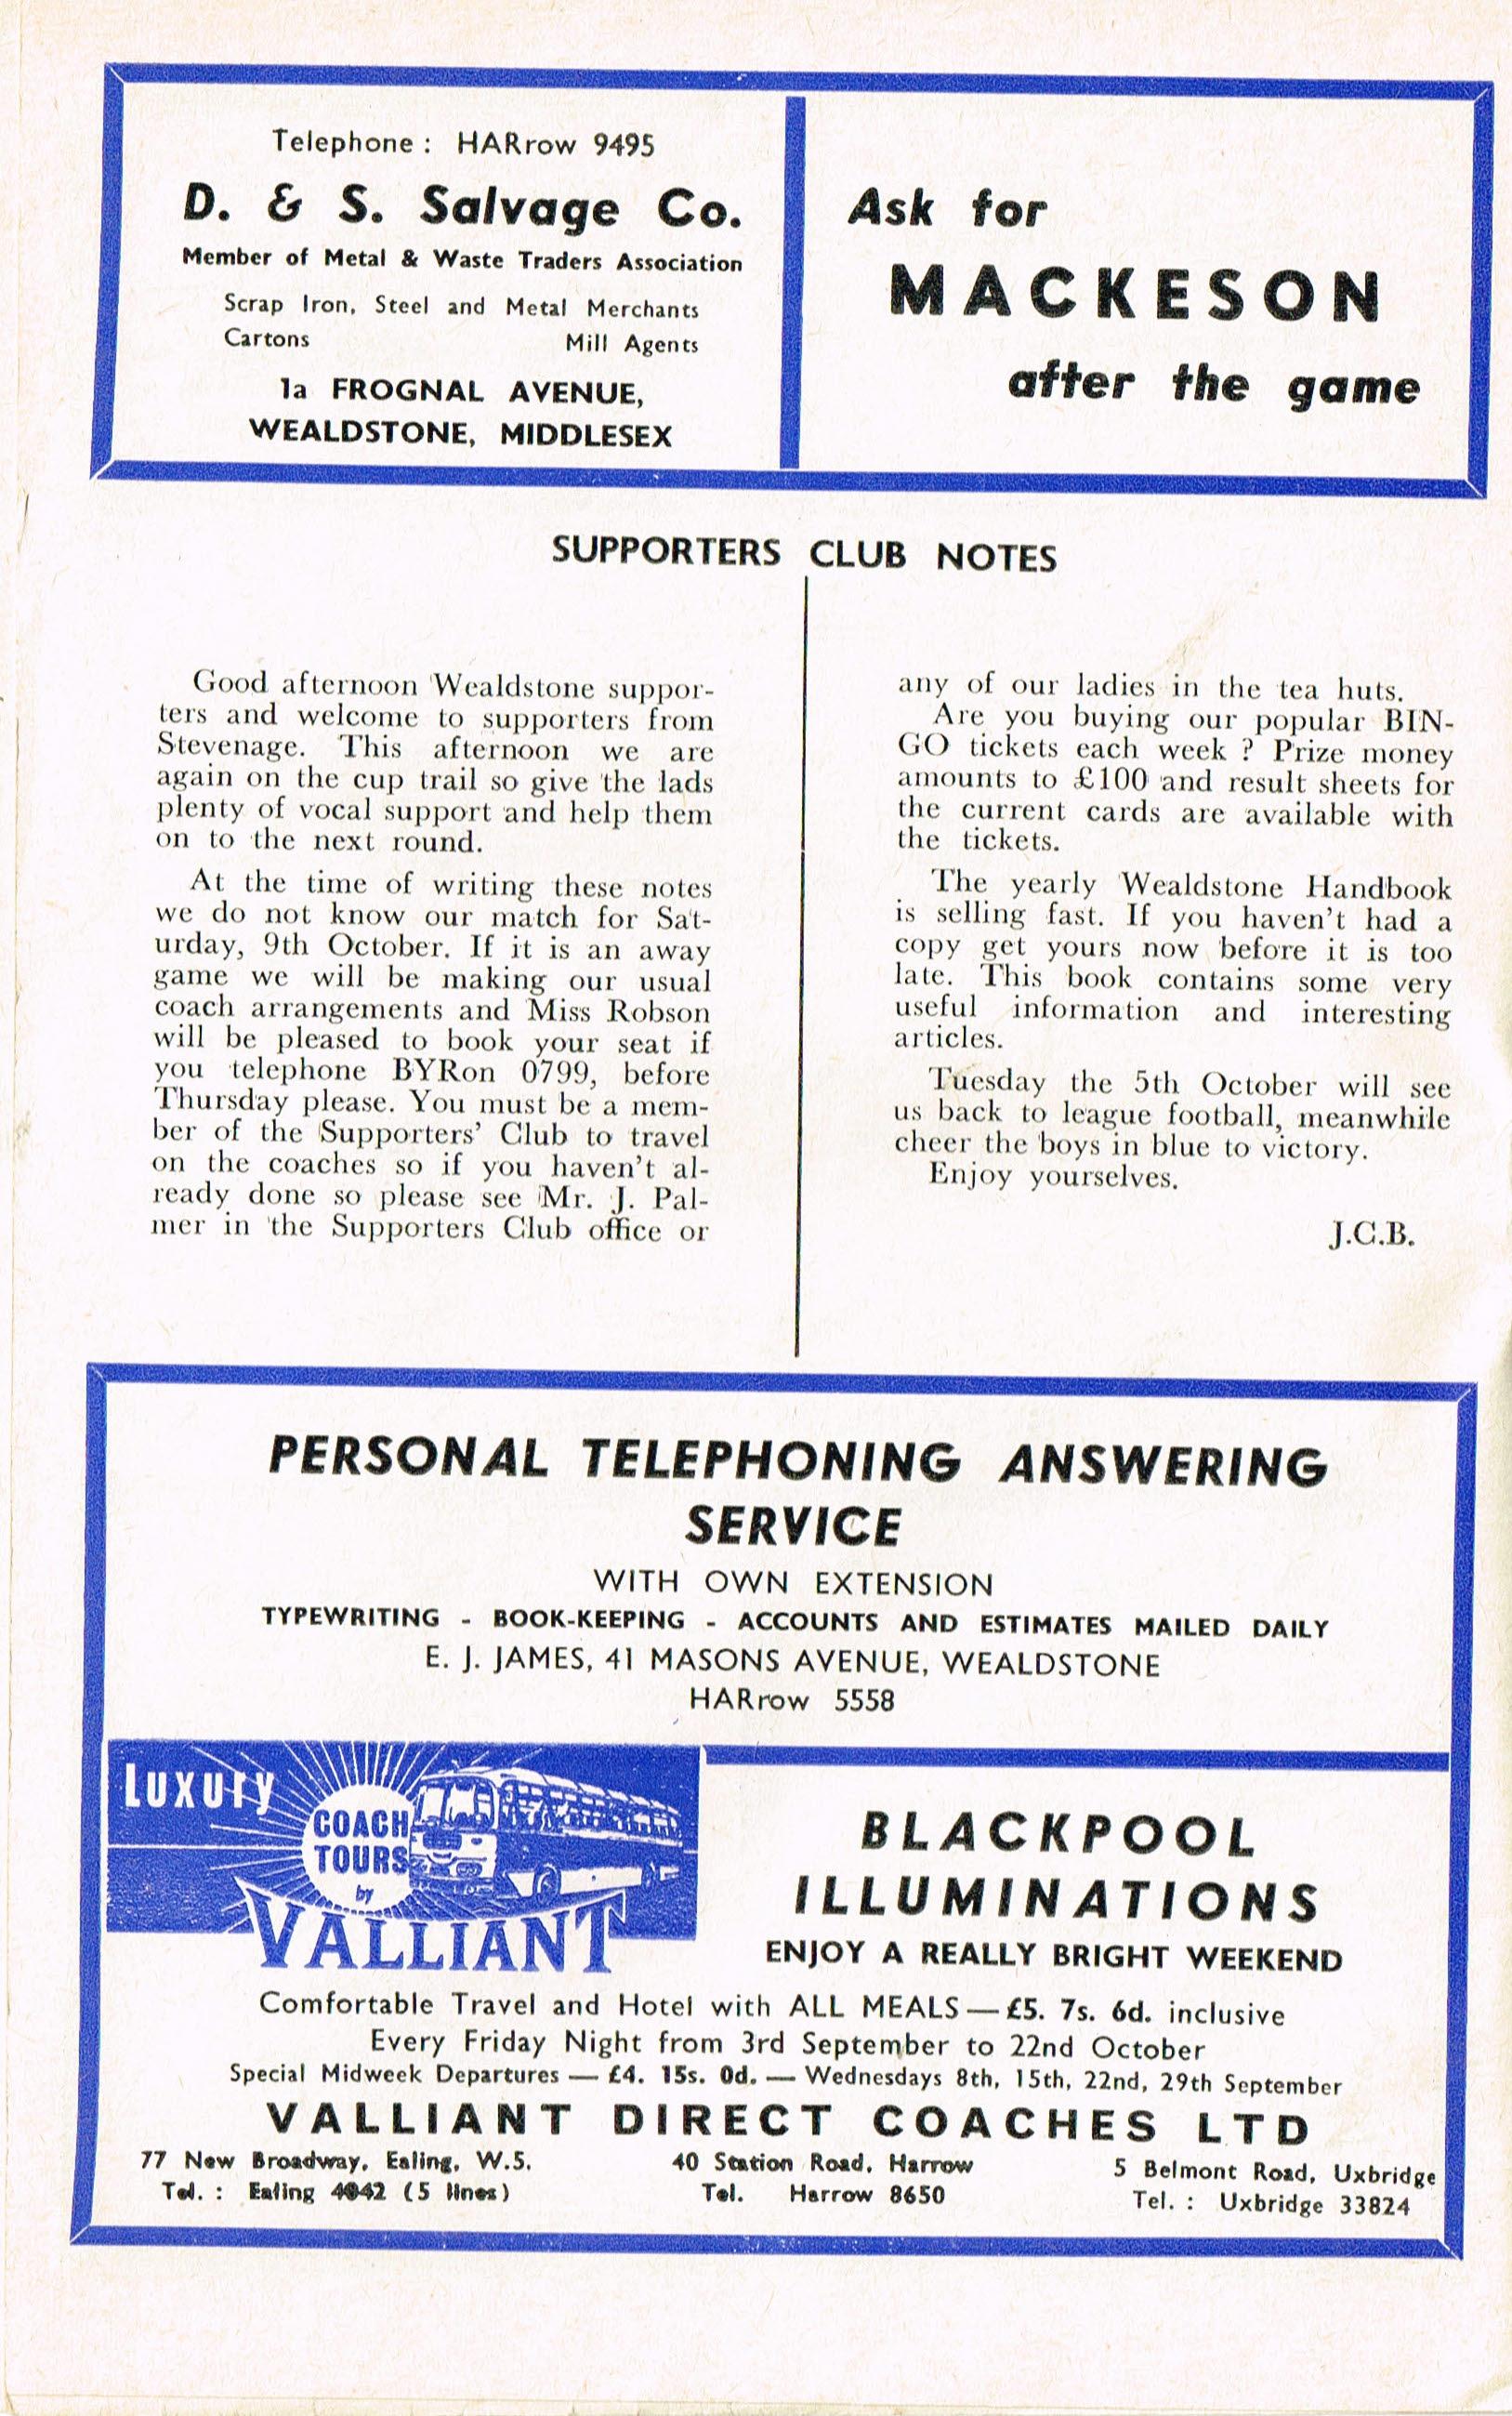 Telephone : HARrow 9495
D. & S. Salvage Co.
Member of Metal & Waste Traders Association
Scrap Iron, Steel and Metal Merchants
Cartons Mill Agents
1a FROGNAL AVENUE,
WEALDSTONE, MIDDLESEX
Ask for
MACKESON
after the game
SUPPORTERS CLUB NOTES
Good afternoon Wealdstone suppor-
ters and welcome to supporters from
Stevenage. This afternoon we are
again on the cup trail so give the lads
plenty of vocal support and help them
on to the next round.
At the time of writing these notes
we do not know our match for Sat-
urday, 9th October. If it is an away
game we will be making our usual
coach arrangements and Miss Robson
will be pleased to book your seat if
you telephone BYRon 0799, before
Thursday please. You must be a mem-
ber of the Supporters' Club to travel
on the coaches so if you haven't al-
ready done so please see Mr. J. Pal-
mer in the Supporters Club office or
any of our ladies in the tea huts.
Are you buying our popular BIN-
GO tickets each week ? Prize money
amounts to £100 and result sheets for
the current cards are available with
the tickets.
The yearly Wealdstone Handbook
is selling fast. If you haven't had a
copy get yours now before it is too
late. This book contains some very
useful information and interesting
articles.
Tuesday the 5th October will see
us back to league football, meanwhile
cheer the boys in blue to victory.
Enjoy yourselves.
J.C.B.
PERSONAL TELEPHONING ANSWERING
SERVICE
WITH OWN EXTENSION
TYPEWRITING - BOOK-KEEPING - ACCOUNTS AND ESTIMATES MAILED DAILY
E. J. JAMES, 41 MASONS AVENUE, WEALDSTONE
HARrow 5558
Luxury
COACH
TOURS
by
VALLIANT
BLACKPOOL
ILLUMINATIONS
ENJOY A REALLY BRIGHT WEEKEND
Comfortable Travel and Hotel with ALL MEALS — £5. 7s. 6d. inclusive
Every Friday Night from 3rd September to 22nd October
Special Midweek Departures — £4. 15s. 0d. — Wednesdays 8th, 15th, 22nd, 29th September
VALLIANT DIRECT COACHES LTD
77 New Broadway, Ealing, W.5.
Tel. : Ealing 4042 (5 lines)
40 Station Road, Harrow
Tel. Harrow 8650
5 Belmont Road, Uxbridge
Tel. : Uxbridge 33824